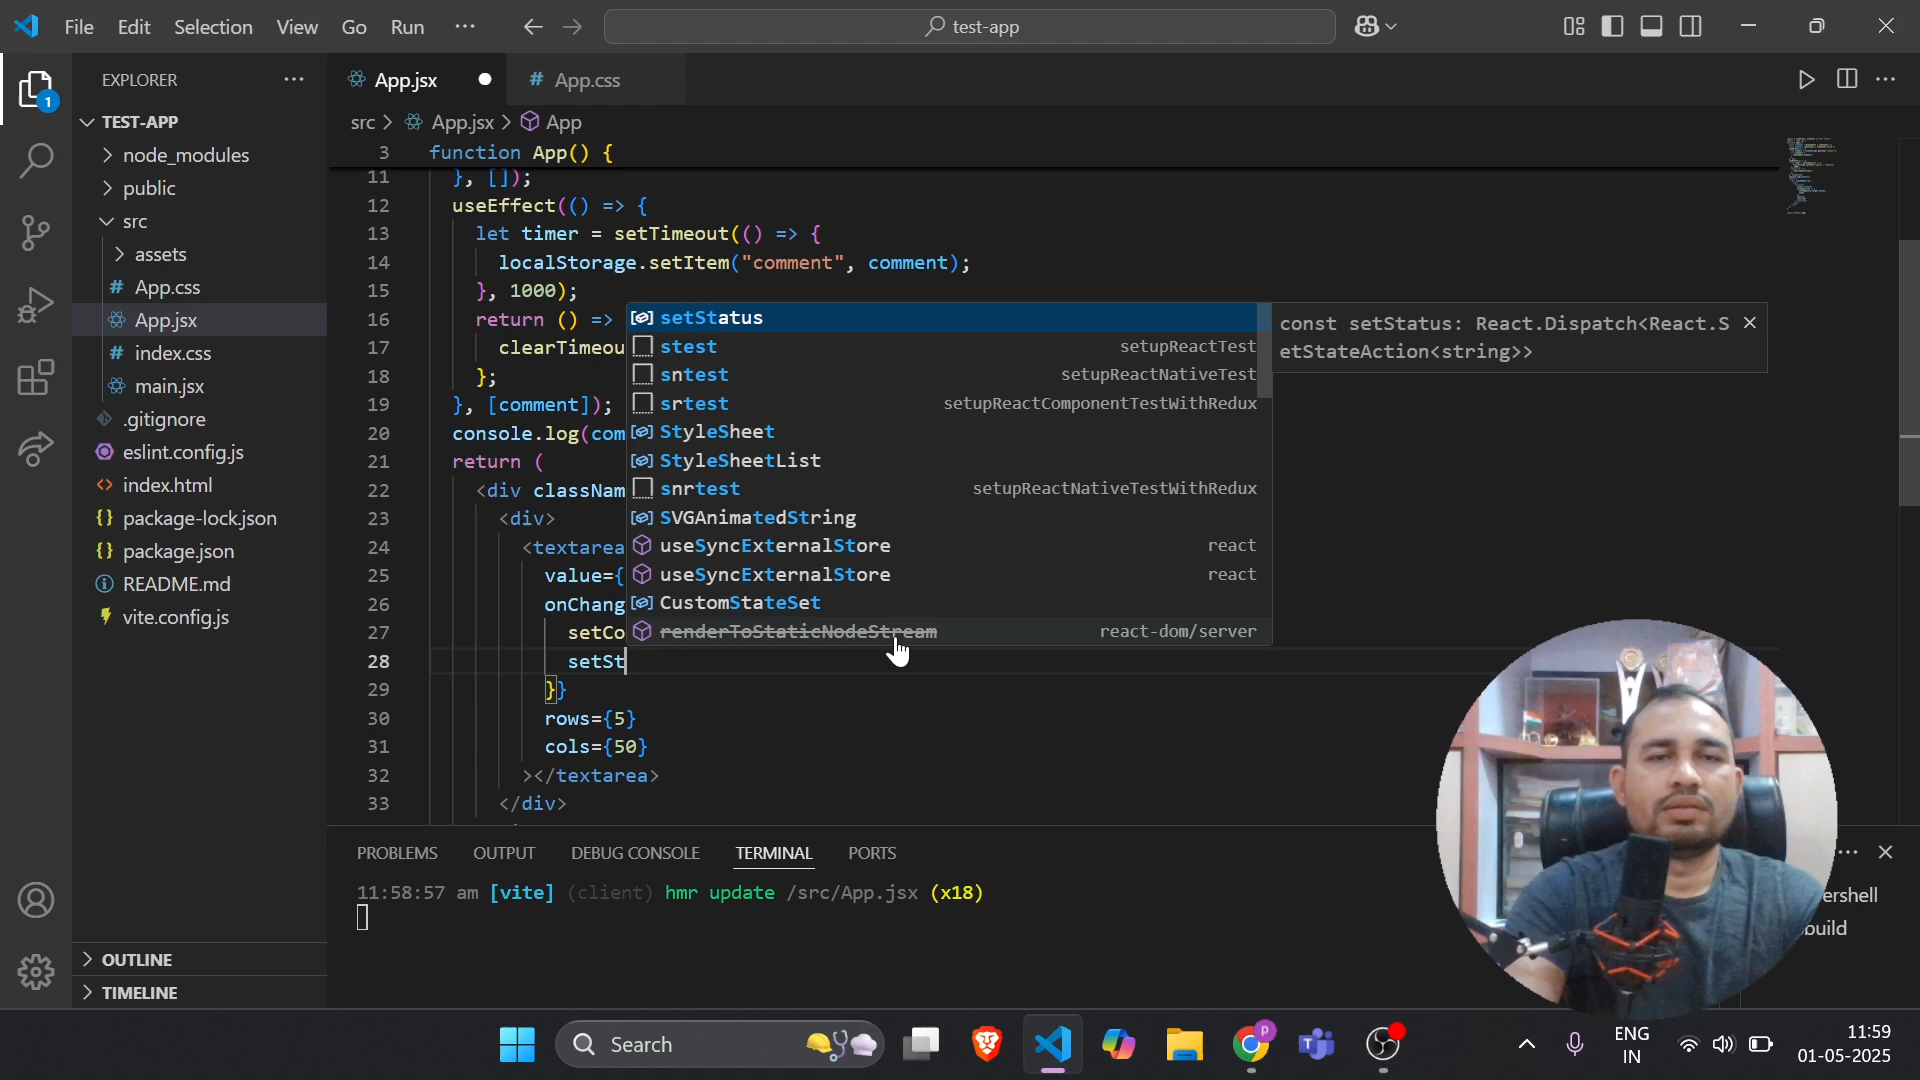 File Edit Selection View Go Run ··· test-app
EXPLORER ···
App.jsx
# App.css
TEST-APP
node_modules
public
src
assets
# App.css
App.jsx
# index.css
main.jsx
.gitignore
eslint.config.js
<> index.html
{} package-lock.json
{} package.json
README.md
vite.config.js
OUTLINE
TIMELINE
1
src > App.jsx > App
3 function App() {
11 }, []);
12 useEffect(() => {
13 let timer = setTimeout(() => {
14 localStorage.setItem("comment", comment);
15 }, 1000);
16 return () =>
17 clearTimeou
18 };
19 }, [comment]);
20 console.log(com
21 return (
22 <div classNam
23 <div>
24 <textarea
25 value={
26 onChang
27 setCo
28 setSt
29 }}
30 rows={5}
31 cols={50}
32 ></textarea>
33 </div>
setStatus
stest setupReactTest
sntest setupReactNativeTest
srtest setupReactComponentTestWithRedux
StyleSheet
StyleSheetList
snrtest setupReactNativeTestWithRedux
SVGAnimatedString
useSyncExternalStore react
useSyncExternalStore react
CustomStateSet
renderToStaticNodeStream react-dom/server
const setStatus: React.Dispatch<React.S
etStateAction<string>>
PROBLEMS OUTPUT DEBUG CONSOLE TERMINAL PORTS
11:58:57 am [vite] (client) hmr update /src/App.jsx (x18)
ershell
build
Search
P
ENG
IN
11:59
01-05-2025